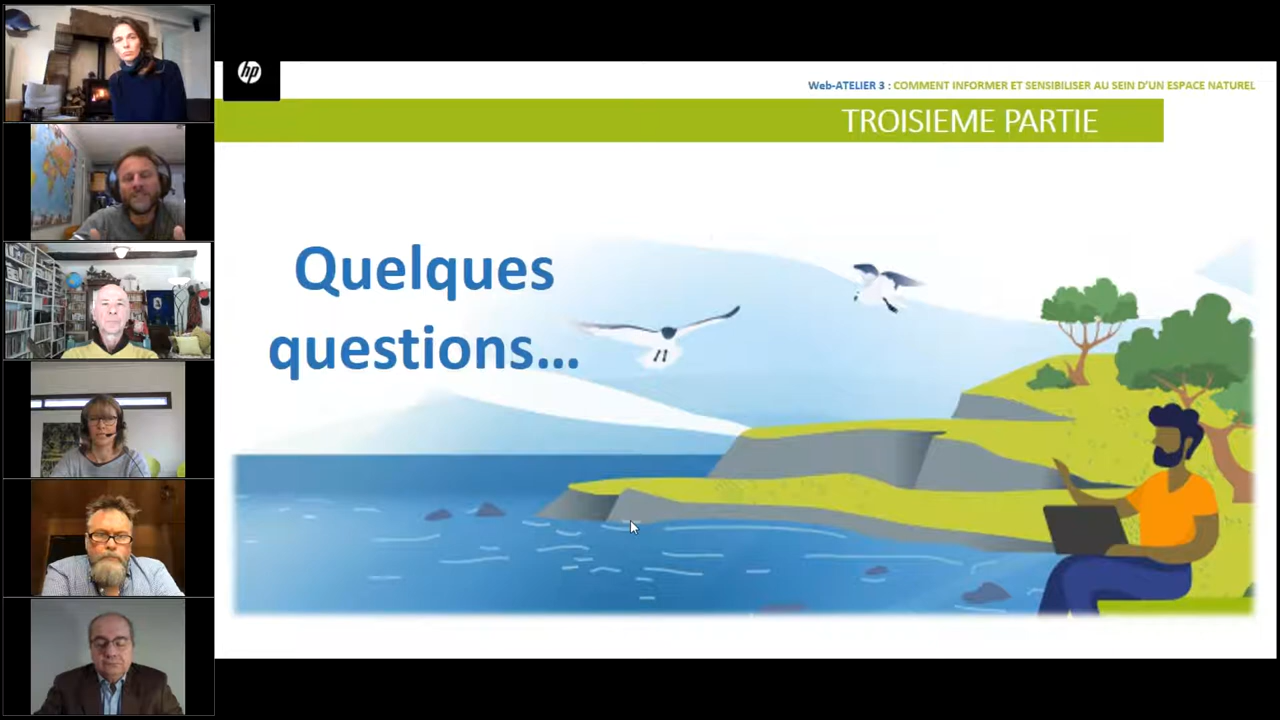 hp
Web-ATELIER 3 : COMMENT INFORMER ET SENSIBILISER AU SEIN D'UN ESPACE NATUREL
TROISIEME PARTIE
Quelques
questions...